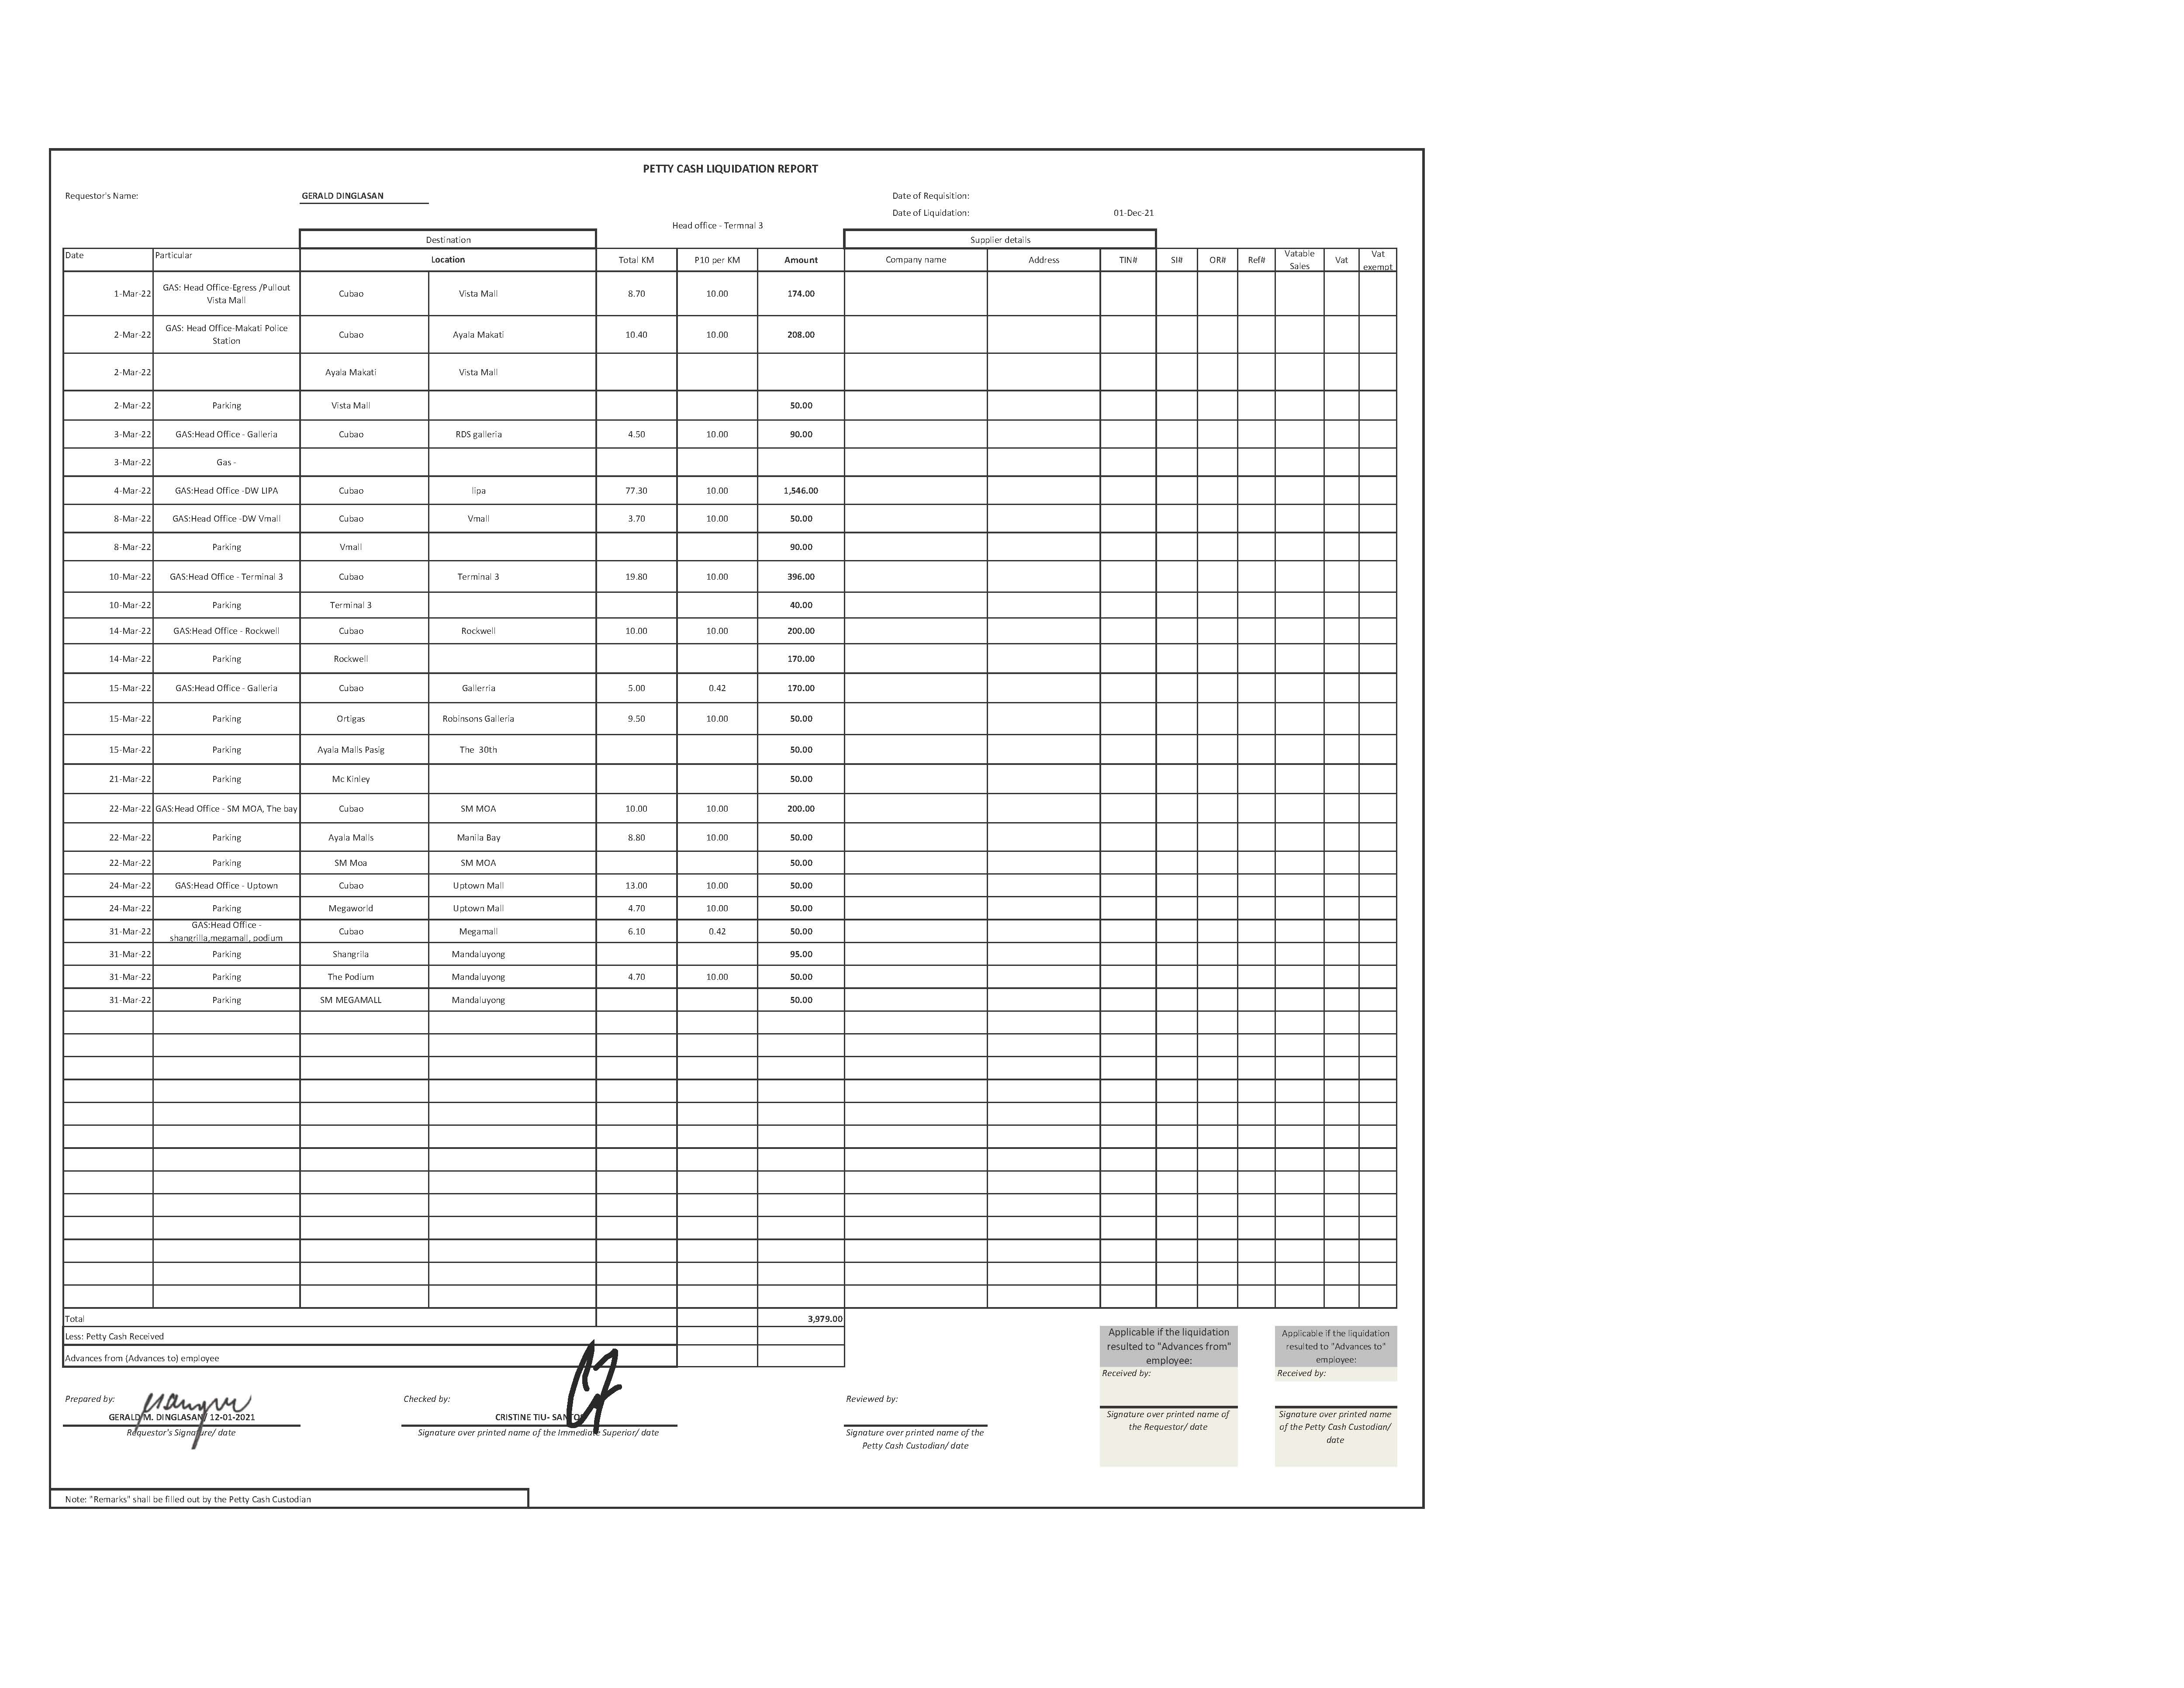 PETTY CASH LIQUIDATION REPORT
Requestor's Name: GERALD DINGLASAN Date of Requisition:
Date of Liquidation: 01-Dec-21
Head office - Termnal 3
Destination Supplier details
Date Particular Location Total KM P10 per KM Amount Company name Address TIN# SI# OR# Ref# Vatable Sales Vat Vat exempt
1-Mar-22 GAS: Head Office-Egress /Pullout Vista Mall Cubao Vista Mall 8.70 10.00 174.00
2-Mar-22 GAS: Head Office-Makati Police Station Cubao Ayala Makati 10.40 10.00 208.00
2-Mar-22 Ayala Makati Vista Mall
2-Mar-22 Parking Vista Mall 50.00
3-Mar-22 GAS:Head Office - Galleria Cubao RDS galleria 4.50 10.00 90.00
3-Mar-22 Gas -
4-Mar-22 GAS:Head Office -DW LIPA Cubao lipa 77.30 10.00 1,546.00
8-Mar-22 GAS:Head Office -DW Vmall Cubao Vmall 3.70 10.00 50.00
8-Mar-22 Parking Vmall 90.00
10-Mar-22 GAS:Head Office - Terminal 3 Cubao Terminal 3 19.80 10.00 396.00
10-Mar-22 Parking Terminal 3 40.00
14-Mar-22 GAS:Head Office - Rockwell Cubao Rockwell 10.00 10.00 200.00
14-Mar-22 Parking Rockwell 170.00
15-Mar-22 GAS:Head Office - Galleria Cubao Gallerria 5.00 0.42 170.00
15-Mar-22 Parking Ortigas Robinsons Galleria 9.50 10.00 50.00
15-Mar-22 Parking Ayala Malls Pasig The 30th 50.00
21-Mar-22 Parking Mc Kinley 50.00
22-Mar-22 GAS:Head Office - SM MOA, The bay Cubao SM MOA 10.00 10.00 200.00
22-Mar-22 Parking Ayala Malls Manila Bay 8.80 10.00 50.00
22-Mar-22 Parking SM Moa SM MOA 50.00
24-Mar-22 GAS:Head Office - Uptown Cubao Uptown Mall 13.00 10.00 50.00
24-Mar-22 Parking Megaworld Uptown Mall 4.70 10.00 50.00
31-Mar-22 GAS:Head Office - shangrilla,megamall, podium Cubao Megamall 6.10 0.42 50.00
31-Mar-22 Parking Shangrila Mandaluyong 95.00
31-Mar-22 Parking The Podium Mandaluyong 4.70 10.00 50.00
31-Mar-22 Parking SM MEGAMALL Mandaluyong 50.00
Total 3,979.00
Less: Petty Cash Received
Advances from (Advances to) employee
Applicable if the liquidation resulted to "Advances from" employee:
Received by:
Signature over printed name of the Requestor/ date
Applicable if the liquidation resulted to "Advances to" employee:
Received by:
Signature over printed name of the Petty Cash Custodian/ date
Prepared by:
GERALD M. DINGLASAN/ 12-01-2021
Requestor's Signature/ date
Checked by:
CRISTINE TIU- SANTOS
Signature over printed name of the Immediate Superior/ date
Reviewed by:
Signature over printed name of the Petty Cash Custodian/ date
Note: "Remarks" shall be filled out by the Petty Cash Custodian